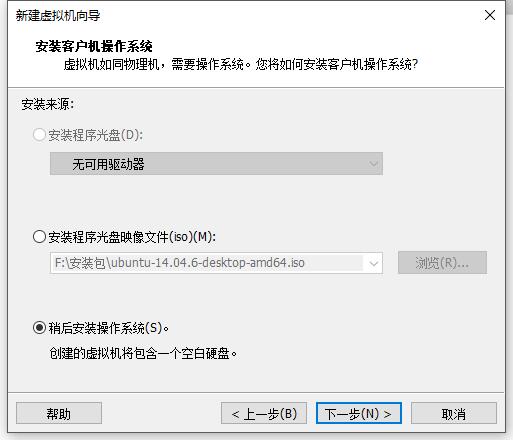 新建虚拟机向导
安装客户机操作系统
虚拟机如同物理机，需要操作系统。您将如何安装客户机操作系统?
安装来源:
安装程序光盘(D):
无可用驱动器
安装程序光盘映像文件(iso)(M):
F:\安装包\ubuntu-14.04.6-desktop-amd64.iso
浏览(R)...
稍后安装操作系统(S)。
创建的虚拟机将包含一个空白硬盘。
帮助
< 上一步(B)
下一步(N) >
取消